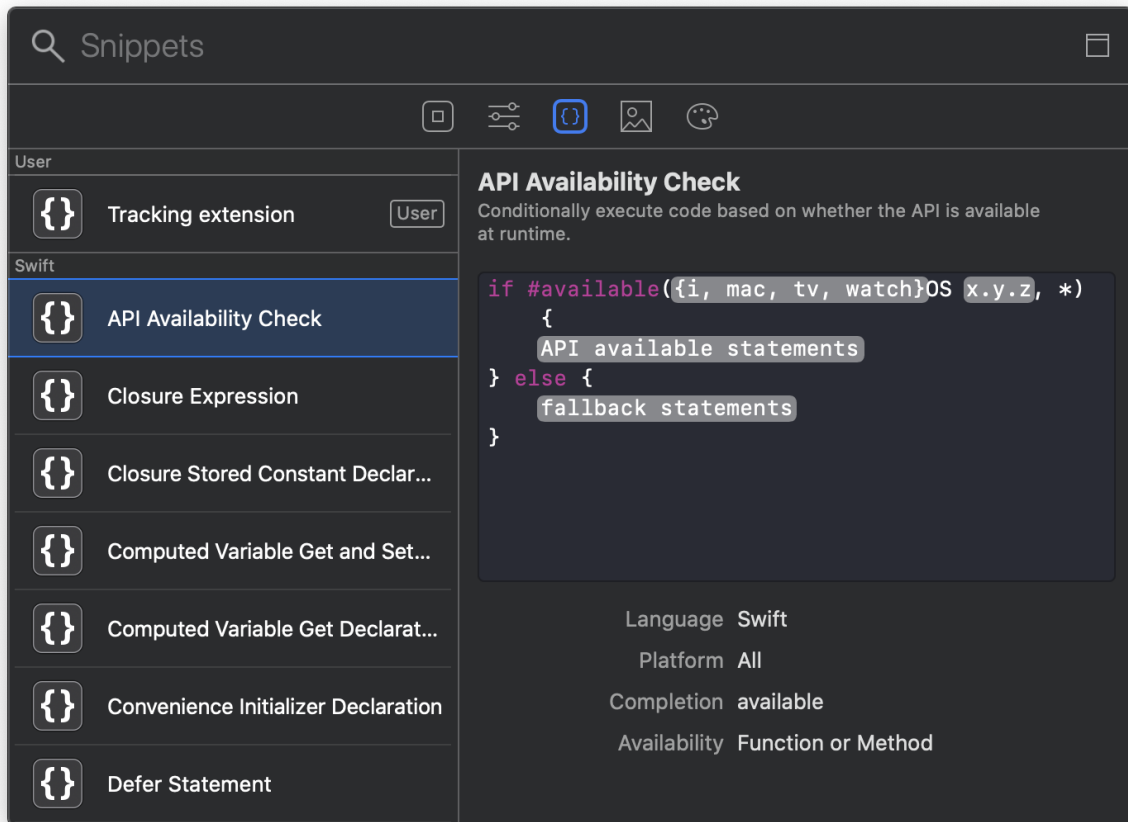 Snippets
User
{} Tracking extension User
Swift
{} API Availability Check
{} Closure Expression
{} Closure Stored Constant Declar...
{} Computed Variable Get and Set...
{} Computed Variable Get Declarat...
{} Convenience Initializer Declaration
{} Defer Statement
API Availability Check
Conditionally execute code based on whether the API is available
at runtime.
if #available({i, mac, tv, watch}OS x.y.z, *)
{
API available statements
} else {
fallback statements
}
Language Swift
Platform All
Completion available
Availability Function or Method